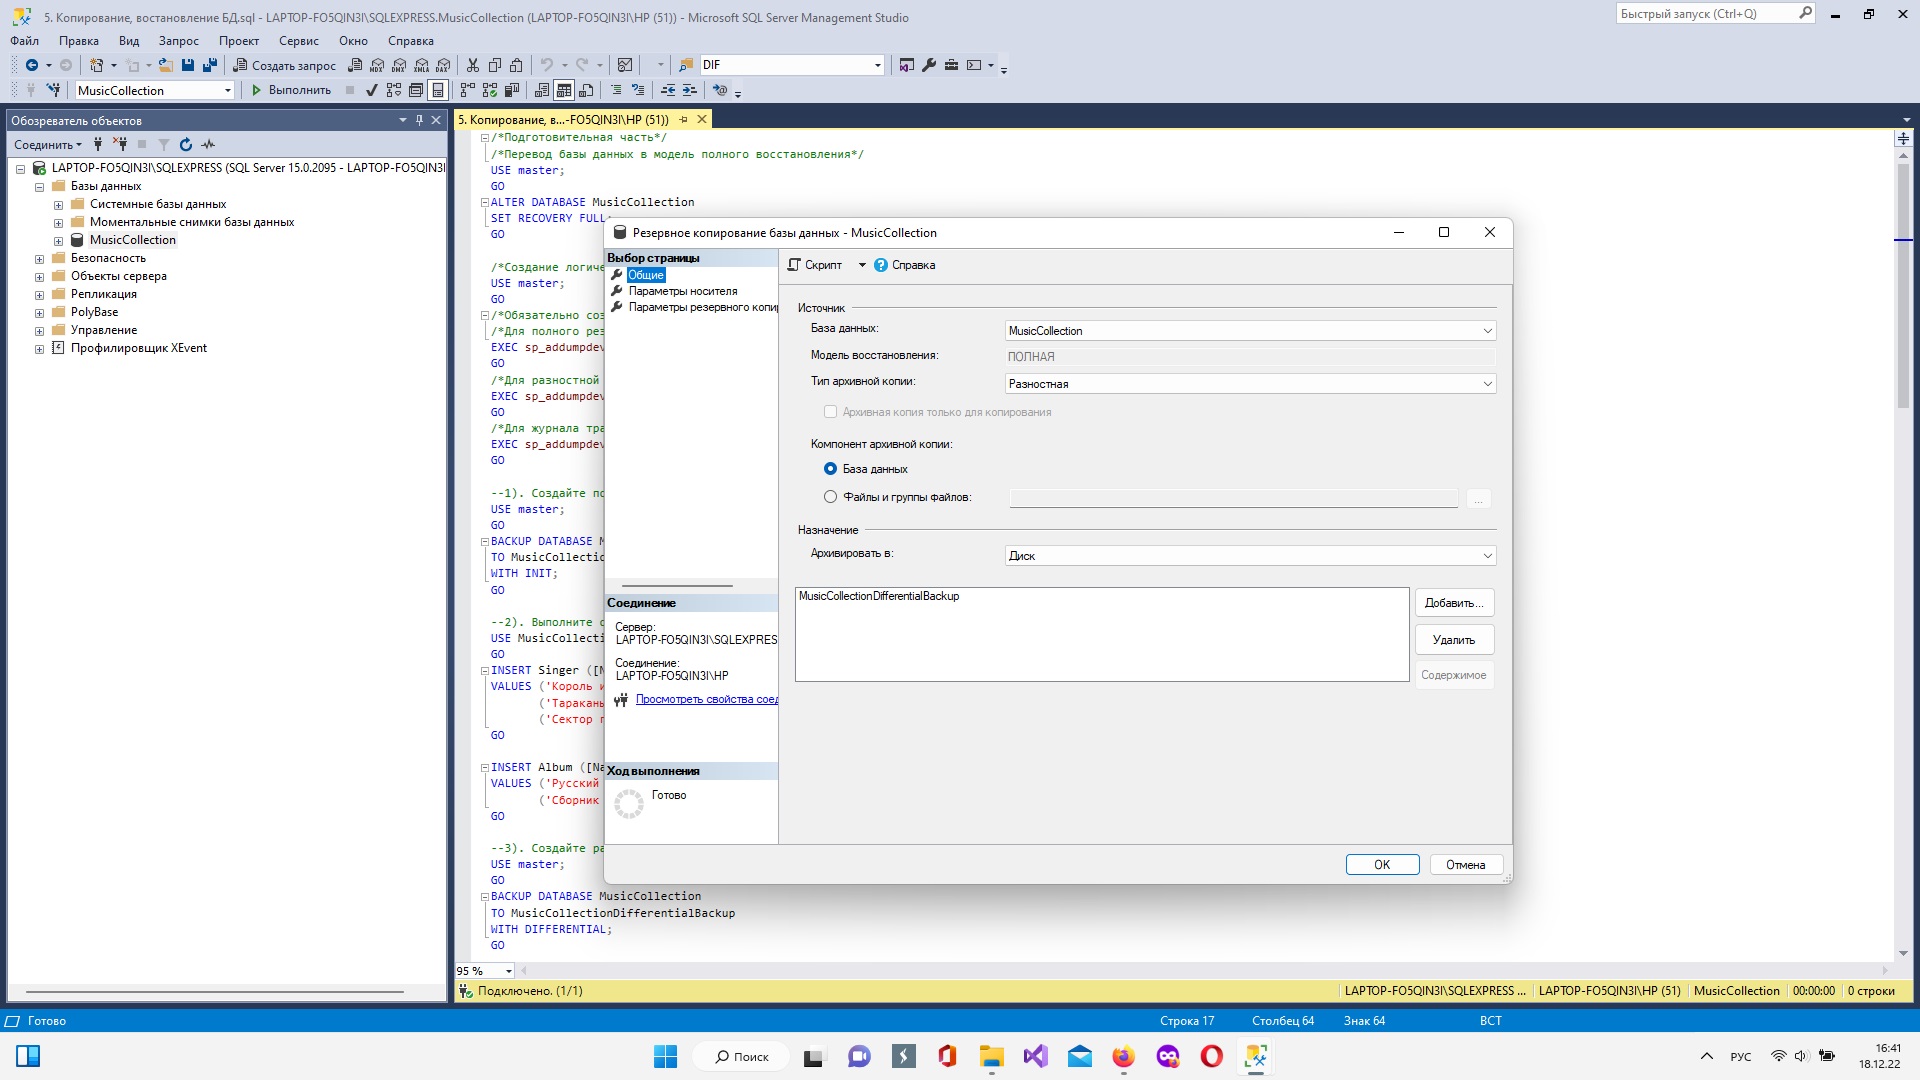 5. Копирование, востановление БД.sql - LAPTOP-FO5QIN3I\SQLEXPRESS.MusicCollection (LAPTOP-FO5QIN3I\HP (51)) - Microsoft SQL Server Management Studio
Быстрый запуск (Ctrl+Q)
Файл Правка Вид Запрос Проект Сервис Окно Справка
Создать запрос
MDX DMX XMLA DAX
DIF
MusicCollection
Выполнить
Обозреватель объектов
Соединить
LAPTOP-FO5QIN3I\SQLEXPRESS (SQL Server 15.0.2095 - LAPTOP-FO5QIN3I
Базы данных
Системные базы данных
Моментальные снимки базы данных
MusicCollection
Безопасность
Объекты сервера
Репликация
PolyBase
Управление
Профилировщик XEvent
5. Копирование, в...-FO5QIN3I\HP (51))
/*Подготовительная часть*/
/*Перевод базы данных в модель полного восстановления*/
USE master;
GO
ALTER DATABASE MusicCollection
SET RECOVERY FULL;
GO
/*Создание логиче
USE master;
GO
/*Обязательно соз
/*Для полного рез
EXEC sp_addumpdev
GO
/*Для разностной
EXEC sp_addumpdev
GO
/*Для журнала тра
EXEC sp_addumpdev
GO
--1). Создайте по
USE master;
GO
BACKUP DATABASE M
TO MusicCollectio
WITH INIT;
GO
--2). Выполните о
USE MusicCollecti
GO
INSERT Singer ([N
VALUES ('Король и
('Тараканы
('Сектор г
GO
INSERT Album ([Na
VALUES ('Русский
('Сборник
GO
--3). Создайте ра
USE master;
GO
BACKUP DATABASE MusicCollection
TO MusicCollectionDifferentialBackup
WITH DIFFERENTIAL;
GO
Резервное копирование базы данных - MusicCollection
Выбор страницы
Общие
Параметры носителя
Параметры резервного копир
Скрипт
Справка
Источник
База данных:
MusicCollection
Модель восстановления:
ПОЛНАЯ
Тип архивной копии:
Разностная
Архивная копия только для копирования
Компонент архивной копии:
База данных
Файлы и группы файлов:
...
Назначение
Архивировать в:
Диск
MusicCollectionDifferentialBackup
Добавить...
Удалить
Содержимое
Соединение
Сервер:
LAPTOP-FO5QIN3I\SQLEXPRES
Соединение:
LAPTOP-FO5QIN3I\HP
Просмотреть свойства соед
Ход выполнения
Готово
OK
Отмена
95 %
Подключено. (1/1)
LAPTOP-FO5QIN3I\SQLEXPRESS ...
LAPTOP-FO5QIN3I\HP (51)
MusicCollection
00:00:00
0 строки
Готово
Строка 17
Столбец 64
Знак 64
ВСТ
Поиск
РУС
16:41
18.12.22